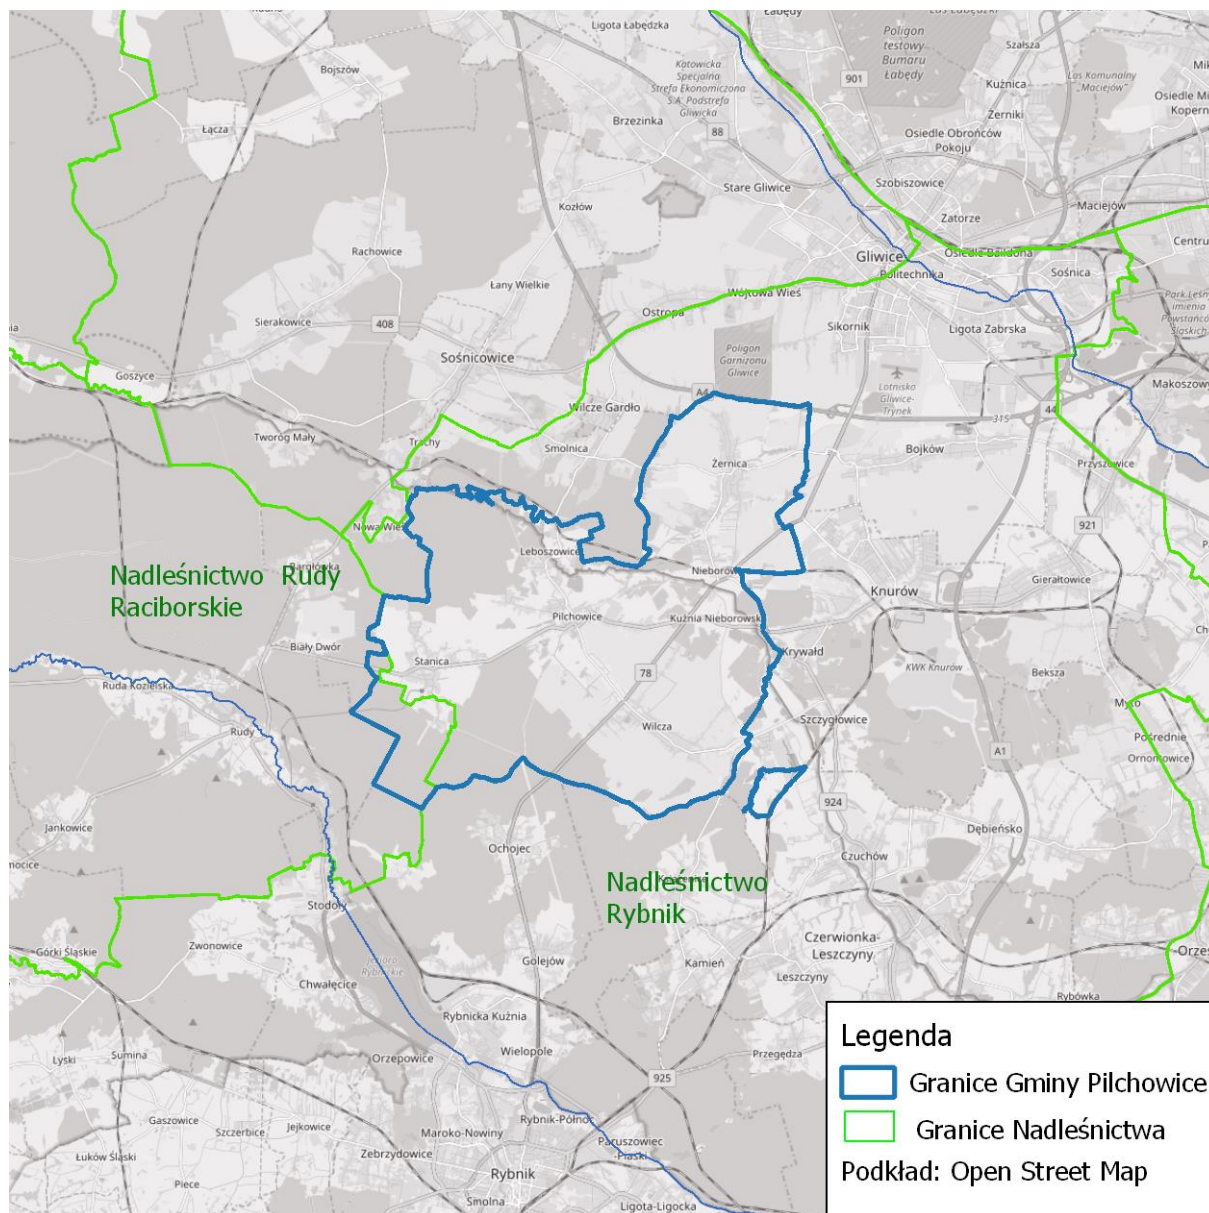 Ligota Łabędzka
Łabędy
Las Łabędzki
Bojszów
Poligon
testowy
Bumaru
Łabędy
Szałsza
Katowicka
Specjalna
Strefa Ekonomiczna
S.A. Podstrefa
Gliwicka
901
Kuźnica
Las Komunalny
„Maciejów”
Łącza
Brzezinka
88
Żerniki
Osiedle Obrońców
Pokoju
Stare Gliwice
Szobiszowice
Kozłów
Zatorze
Maciejów
Rachowice
Gliwice
Osiedle Baildona
Centru
Politechnika
Sośnica
Łany Wielkie
Wójtowa Wieś
Ostropa
Sierakowice
408
Sikornik
Ligota Zabrska
Park Leśny
imienia
Powstańcó
Śląskich
Sośnicowice
Poligon
Garnizonu
Gliwice
Goszyce
Lotnisko
Gliwice-
Trynek
Makoszowy
A4
315
44
Wilcze Gardło
Tworóg Mały
Trachy
Smolnica
Żernica
Bojków
Przyszowice
Nowa Wieś
921
Leboszowice
Bargłówka
Nadleśnictwo Rudy
Raciborskie
Nieborowice
Gierałtowice
Knurów
Pilchowice
Kuźnia Nieborowska
Biały Dwór
Stanica
Krywałd
KWK Knurów
Beksza
78
Ruda Kozielska
Rudy
Wilcza
Szczygłowice
A1
Pośrednie
Ornontowice
924
Jankowice
Dębieńsko
Ochojec
Czuchów
Nadleśnictwo
Rybnik
Stodoły
Górki Śląskie
Zwonowice
Jezioro
Rybnickie
Golejów
Kamień
Czerwionka-
Leszczyny
Leszczyny
Orzes
Chwałęcice
Rybówka
Rybnicka Kuźnia
Lyski
Sumina
Orzepowice
Wielopole
Przegędza
925
Gaszowice
Szczerbice
Jejkowice
Maroko-Nowiny
Rybnik-Północ
Paruszowiec
-Piaski
Łuków Śląski
Zebrzydowice
Rybnik
Piece
Smolna
Ligota-Ligocka
Legenda
Granice Gminy Pilchowice
Granice Nadleśnictwa
Podkład: Open Street Map